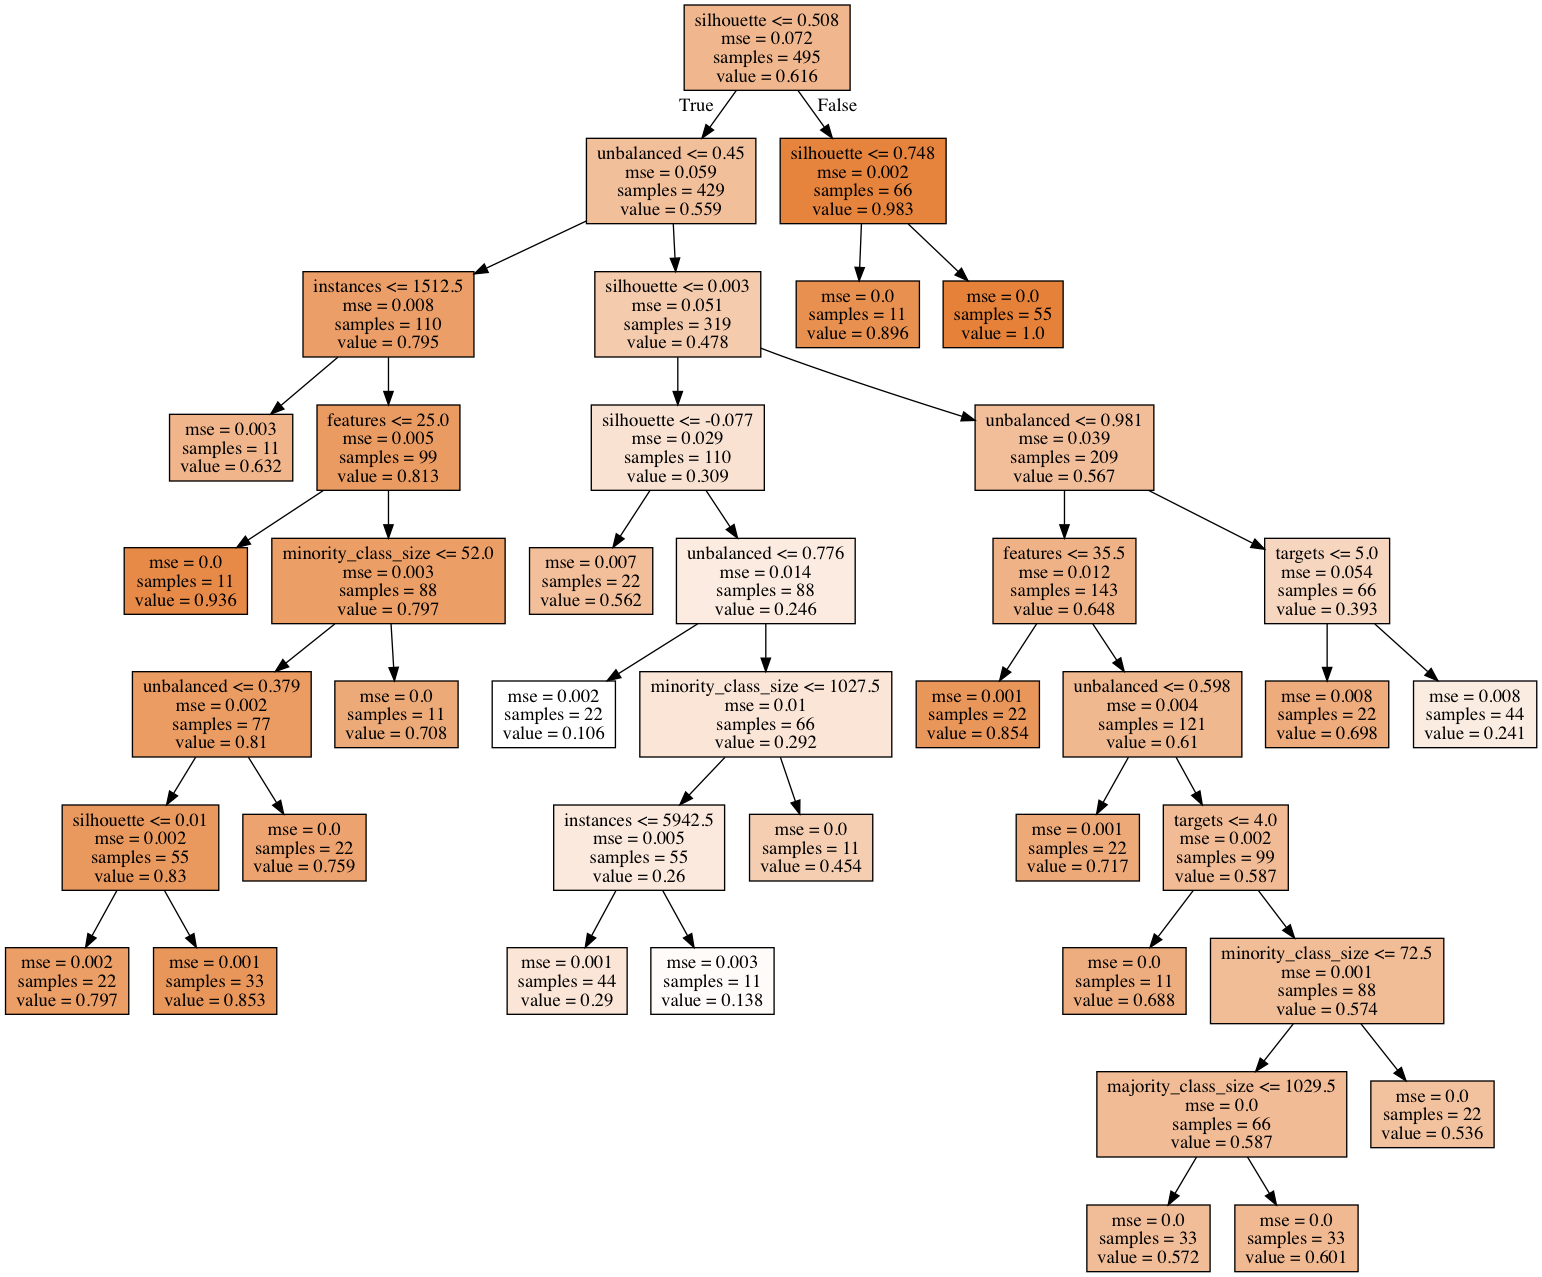 silhouette <= 0.508
mse = 0.072
samples = 495
value = 0.616
True
False
unbalanced <= 0.45
mse = 0.059
samples = 429
value = 0.559
silhouette <= 0.748
mse = 0.002
samples = 66
value = 0.983
instances <= 1512.5
mse = 0.008
samples = 110
value = 0.795
silhouette <= 0.003
mse = 0.051
samples = 319
value = 0.478
mse = 0.0
samples = 11
value = 0.896
mse = 0.0
samples = 55
value = 1.0
mse = 0.003
samples = 11
value = 0.632
features <= 25.0
mse = 0.005
samples = 99
value = 0.813
silhouette <= -0.077
mse = 0.029
samples = 110
value = 0.309
unbalanced <= 0.981
mse = 0.039
samples = 209
value = 0.567
mse = 0.0
samples = 11
value = 0.936
minority_class_size <= 52.0
mse = 0.003
samples = 88
value = 0.797
mse = 0.007
samples = 22
value = 0.562
unbalanced <= 0.776
mse = 0.014
samples = 88
value = 0.246
features <= 35.5
mse = 0.012
samples = 143
value = 0.648
targets <= 5.0
mse = 0.054
samples = 66
value = 0.393
unbalanced <= 0.379
mse = 0.002
samples = 77
value = 0.81
mse = 0.0
samples = 11
value = 0.708
mse = 0.002
samples = 22
value = 0.106
minority_class_size <= 1027.5
mse = 0.01
samples = 66
value = 0.292
mse = 0.001
samples = 22
value = 0.854
unbalanced <= 0.598
mse = 0.004
samples = 121
value = 0.61
mse = 0.008
samples = 22
value = 0.698
mse = 0.008
samples = 44
value = 0.241
silhouette <= 0.01
mse = 0.002
samples = 55
value = 0.83
mse = 0.0
samples = 22
value = 0.759
instances <= 5942.5
mse = 0.005
samples = 55
value = 0.26
mse = 0.0
samples = 11
value = 0.454
mse = 0.001
samples = 22
value = 0.717
targets <= 4.0
mse = 0.002
samples = 99
value = 0.587
mse = 0.002
samples = 22
value = 0.797
mse = 0.001
samples = 33
value = 0.853
mse = 0.001
samples = 44
value = 0.29
mse = 0.003
samples = 11
value = 0.138
mse = 0.0
samples = 11
value = 0.688
minority_class_size <= 72.5
mse = 0.001
samples = 88
value = 0.574
majority_class_size <= 1029.5
mse = 0.0
samples = 66
value = 0.587
mse = 0.0
samples = 22
value = 0.536
mse = 0.0
samples = 33
value = 0.572
mse = 0.0
samples = 33
value = 0.601